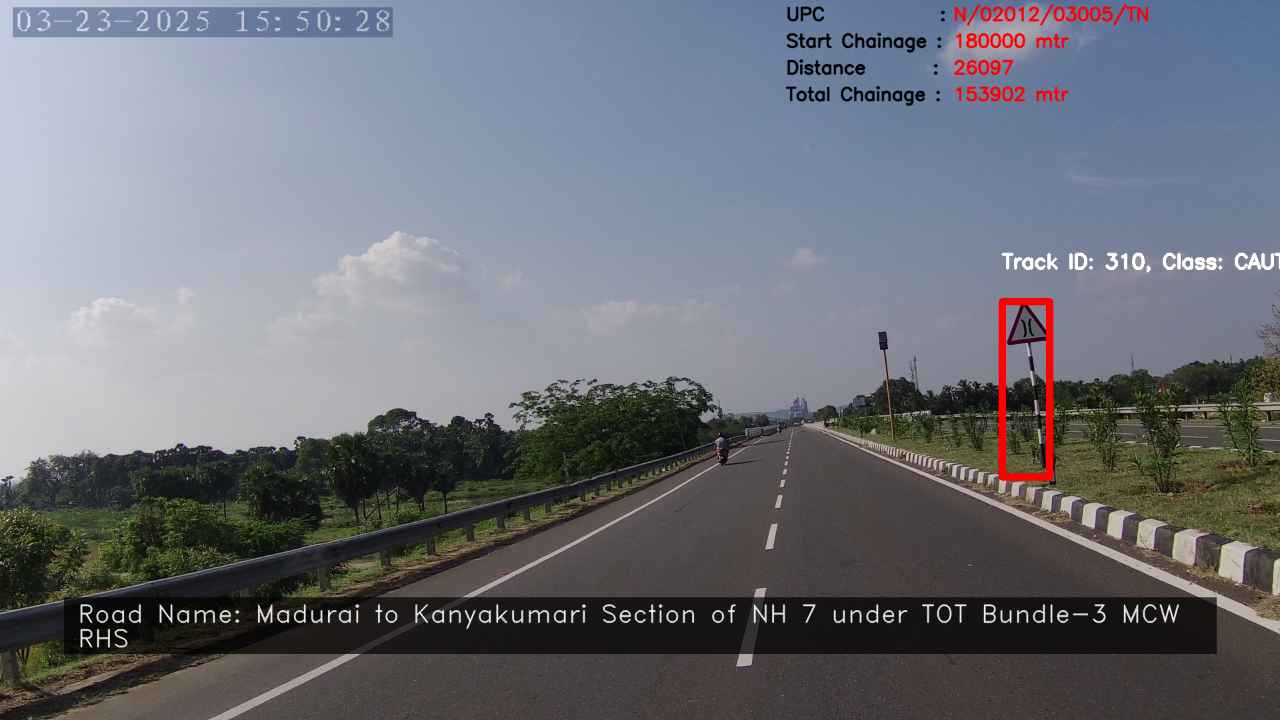 03-23-2025 15:50:28
UPC : N/02012/03005/TN
Start Chainage : 180000 mtr
Distance : 26097
Total Chainage : 153902 mtr
Track ID: 310, Class: CAUT
Road Name: Madurai to Kanyakumari Section of NH 7 under TOT Bundle-3 MCW
RHS